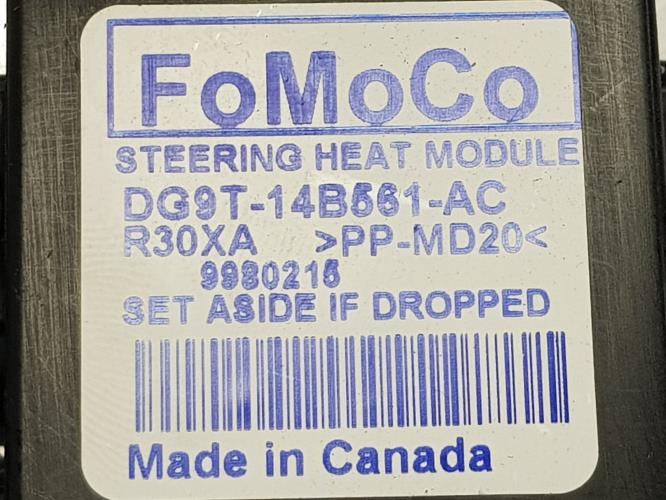 FoMoCo
STEERING HEAT MODULE
DG9T-14B561-AC
R30XA >PP-MD20<
9980215
SET ASIDE IF DROPPED
Made in Canada